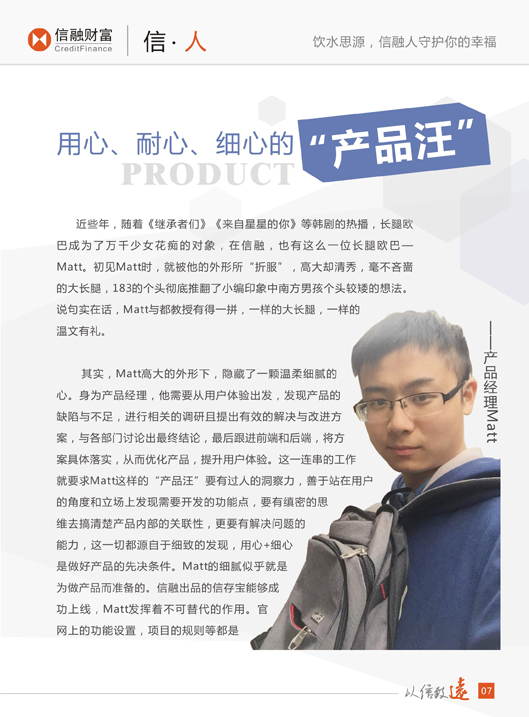 信融财富
CreditFinance
信·人
饮水思源，信融人守护你的幸福
用心、耐心、细心的
“产品汪”
PRODUCT
近些年，随着《继承者们》《来自星星的你》等韩剧的热播，长腿欧
巴成为了万千少女花痴的对象，在信融，也有这么一位长腿欧巴—
Matt。初见Matt时，就被他的外形所“折服”，高大却清秀，毫不吝啬
的大长腿，183的个头彻底推翻了小编印象中南方男孩个头较矮的想法。
说句实在话，Matt与都教授有得一拼，一样的大长腿，一样的
温文有礼。
其实，Matt高大的外形下，隐藏了一颗温柔细腻的
心。身为产品经理，他需要从用户体验出发，发现产品的
缺陷与不足，进行相关的调研且提出有效的解决与改进方
案，与各部门讨论出最终结论，最后跟进前端和后端，将方
案具体落实，从而优化产品，提升用户体验。这一连串的工作
就要求Matt这样的“产品汪”要有过人的洞察力，善于站在用户
的角度和立场上发现需要开发的功能点，要有缜密的思
维去搞清楚产品内部的关联性，更要有解决问题的
能力，这一切都源自于细致的发现，用心+细心
是做好产品的先决条件。Matt的细腻似乎就是
为做产品而准备的。信融出品的信存宝能够成
功上线，Matt发挥着不可替代的作用。官
网上的功能设置，项目的规则等都是
——产品经理Matt
以信致远
07